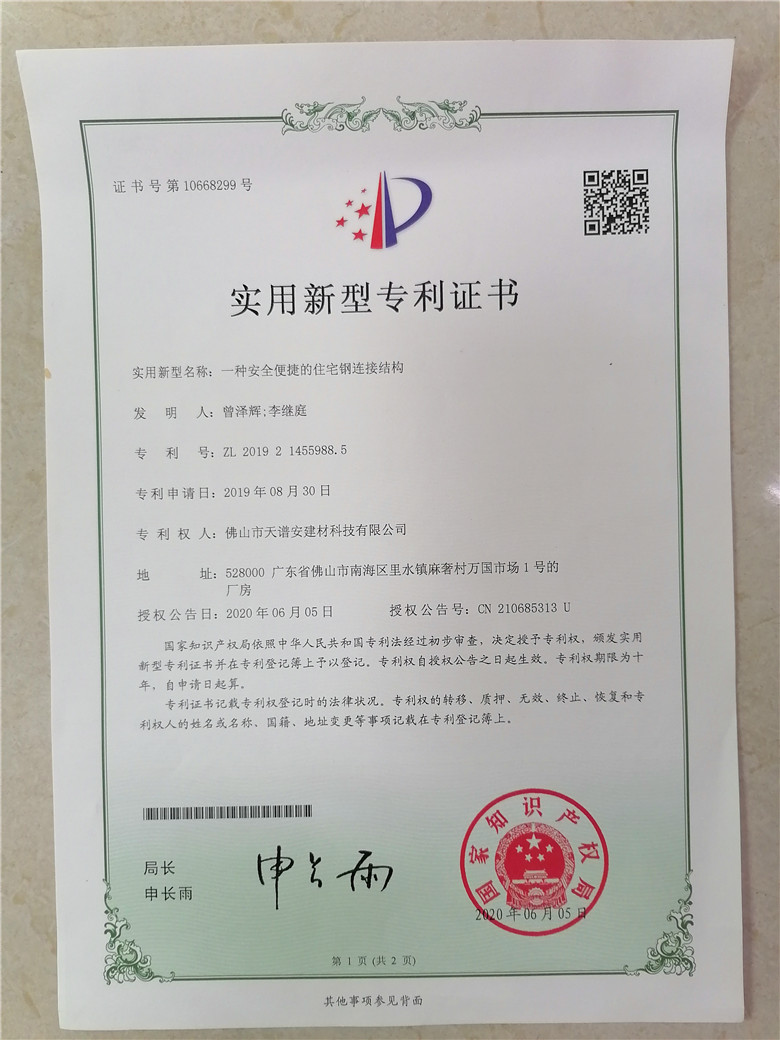 证书号第10668299号
实用新型专利证书
实用新型名称：一种安全便捷的住宅钢连接结构
发明人：曾泽辉;李继庭
专利号：ZL 2019 2 1455988.5
专利申请日：2019年08月30日
专利权人：佛山市天谱安建材科技有限公司
地址：528000 广东省佛山市南海区里水镇麻奢村万国市场1号的
厂房
授权公告日：2020年06月05日 授权公告号：CN 210685313 U
国家知识产权局依照中华人民共和国专利法经过初步审查，决定授予专利权，颁发实用
新型专利证书并在专利登记簿上予以登记。专利权自授权公告之日起生效。专利权期限为十
年，自申请日起算。
专利证书记载专利权登记时的法律状况。专利权的转移、质押、无效、终止、恢复和专
利权人的姓名或名称、国籍、地址变更等事项记载在专利登记簿上。
局长
申长雨
申长雨
国家知识产权局
2020年06月05日
第1页(共2页)
其他事项参见背面